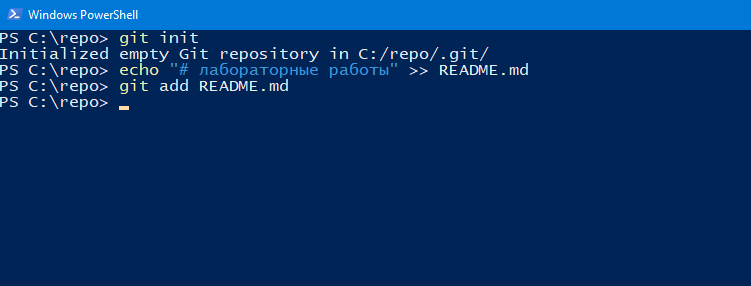 Windows PowerShell
PS C:\repo> git init
Initialized empty Git repository in C:/repo/.git/
PS C:\repo> echo "# лабораторные работы" >> README.md
PS C:\repo> git add README.md
PS C:\repo>